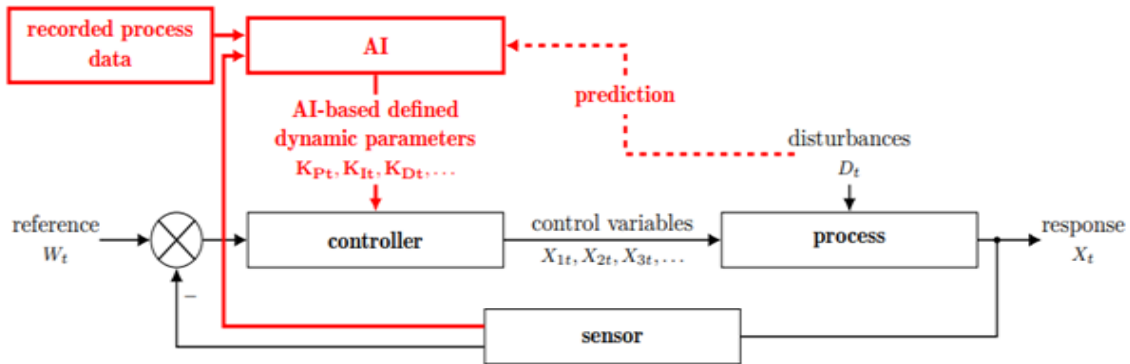 recorded process
data
AI
AI-based defined
dynamic parameters
K_Pt, K_It, K_Dt, …
prediction
disturbances
D_t
reference
W_t
−
controller
control variables
X_1t, X_2t, X_3t, …
process
response
X_t
sensor